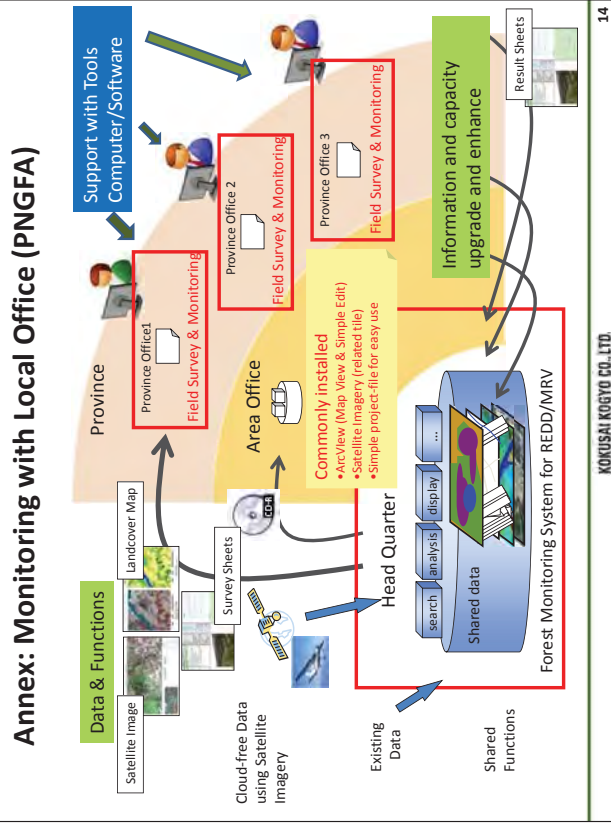 Annex: Monitoring with Local Office (PNGFA)
Data & Functions
Satellite Image
Landcover Map
Survey Sheets
Cloud-free Data
using Satellite
Imagery
Existing
Data
Shared
Functions
Province
Province Office1
Field Survey & Monitoring
Province Office 2
Field Survey & Monitoring
Province Office 3
Field Survey & Monitoring
Support with Tools
Computer/Software
Area Office
CD-R
Commonly installed
•ArcView (Map View & Simple Edit)
•Satellite Imagery (related tile)
•Simple project-file for easy use
Head Quarter
search
analysis
display
...
Shared data
Forest Monitoring System for REDD/MRV
Information and capacity
upgrade and enhance
Result Sheets
KOKUSAI KOGYO CO., LTD.
14